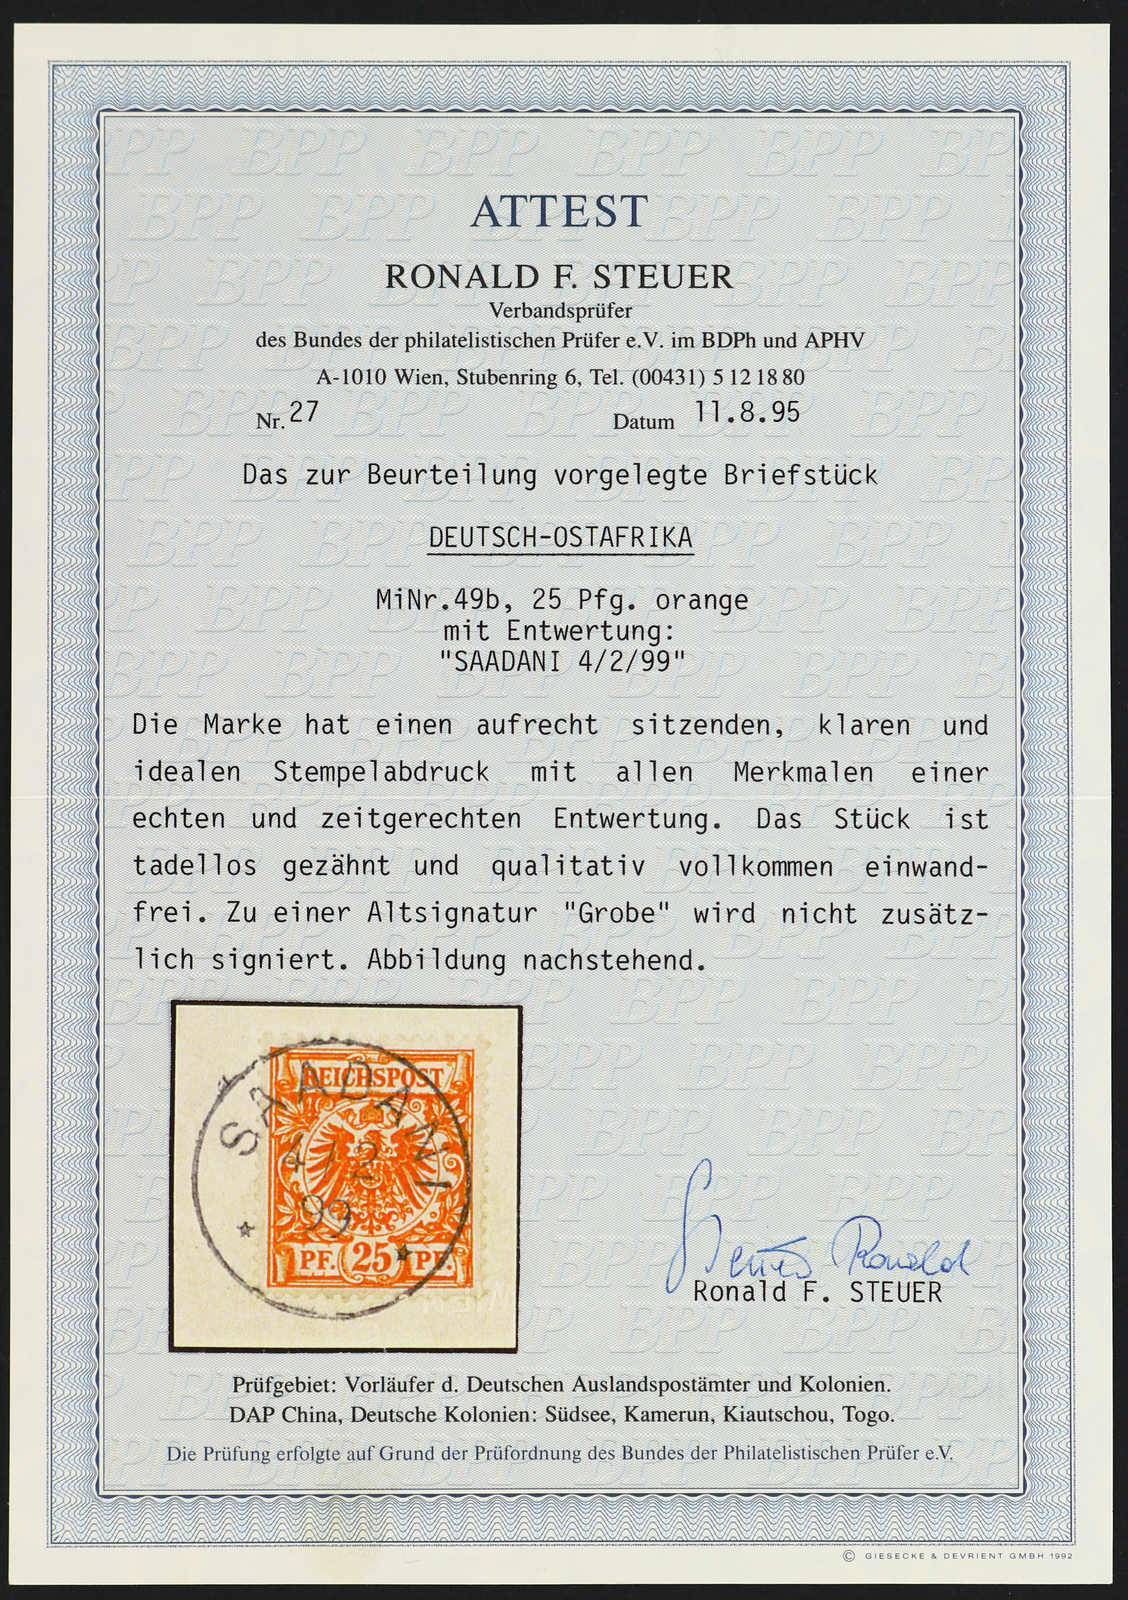 ATTEST
RONALD F. STEUER
Verbandsprüfer
des Bundes der philatelistischen Prüfer e.V. im BDPh und APHV
A-1010 Wien, Stubenring 6, Tel. (00431) 5 12 18 80
Nr. 27 Datum 11.8.95
Das zur Beurteilung vorgelegte Briefstück
DEUTSCH-OSTAFRIKA
MiNr.49b, 25 Pfg. orange
mit Entwertung:
"SAADANI 4/2/99"
Die Marke hat einen aufrecht sitzenden, klaren und
idealen Stempelabdruck mit allen Merkmalen einer
echten und zeitgerechten Entwertung. Das Stück ist
tadellos gezähnt und qualitativ vollkommen einwand-
frei. Zu einer Altsignatur "Grobe" wird nicht zusätz-
lich signiert. Abbildung nachstehend.
REICHSPOST
SAADANI
4/2
99
PF. 25 PF.
Steuer Ronald
Ronald F. STEUER
Prüfgebiet: Vorläufer d. Deutschen Auslandspostämter und Kolonien.
DAP China, Deutsche Kolonien: Südsee, Kamerun, Kiautschou, Togo.
Die Prüfung erfolgte auf Grund der Prüfordnung des Bundes der Philatelistischen Prüfer e.V.
© GIESECKE & DEVRIENT GMBH 1992